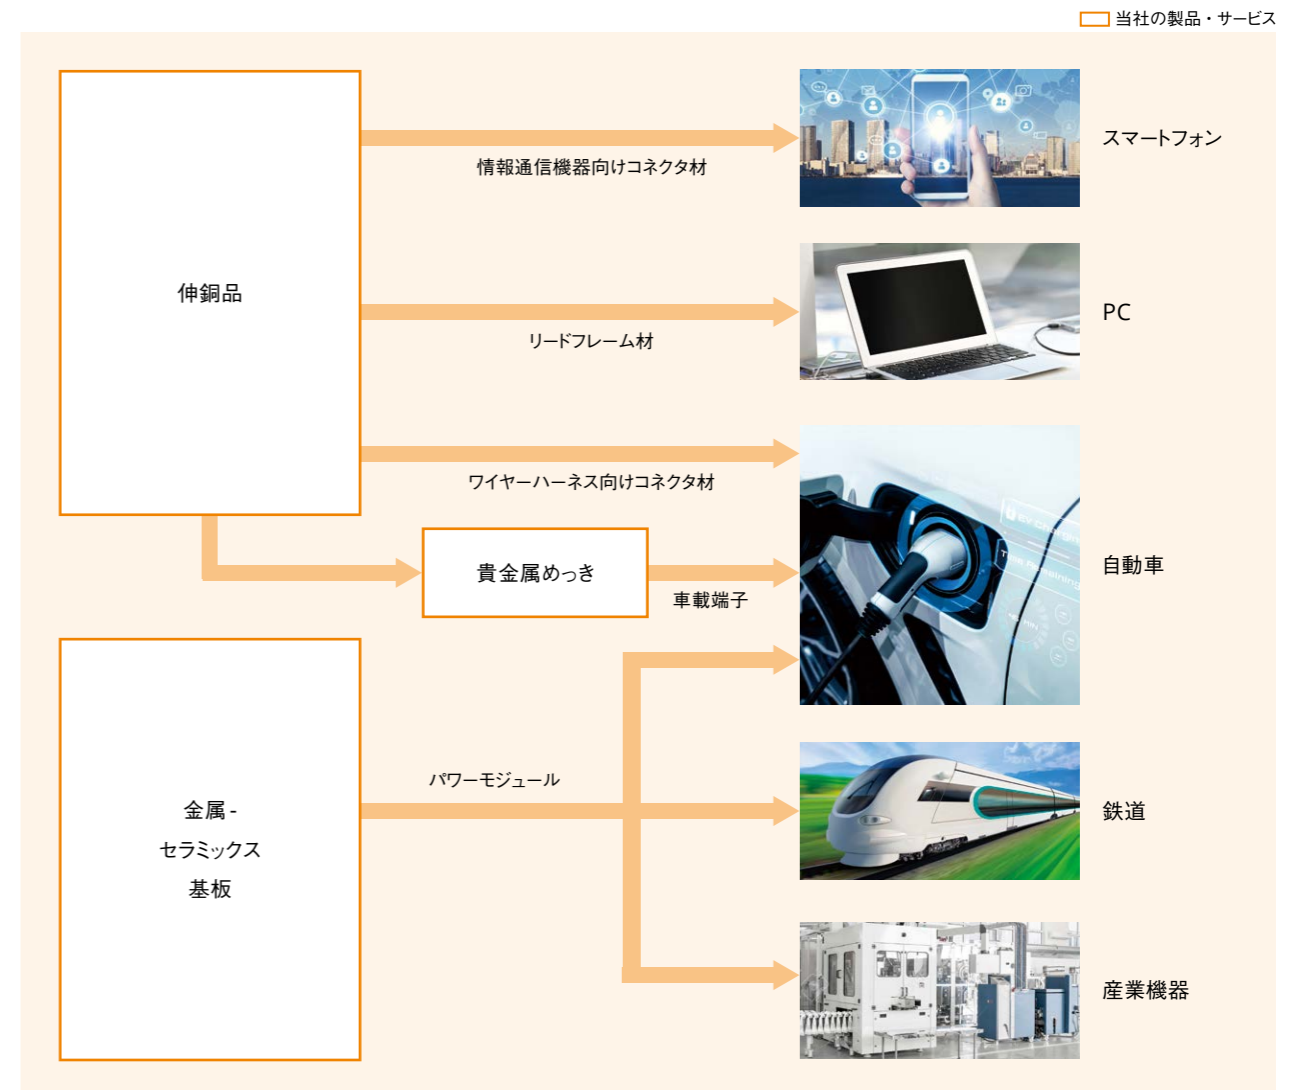 当社の製品・サービス
伸銅品
情報通信機器向けコネクタ材
スマートフォン
リードフレーム材
PC
ワイヤーハーネス向けコネクタ材
貴金属めっき
車載端子
自動車
EV Charging
Time Remaining
金属-
セラミックス
基板
パワーモジュール
鉄道
産業機器